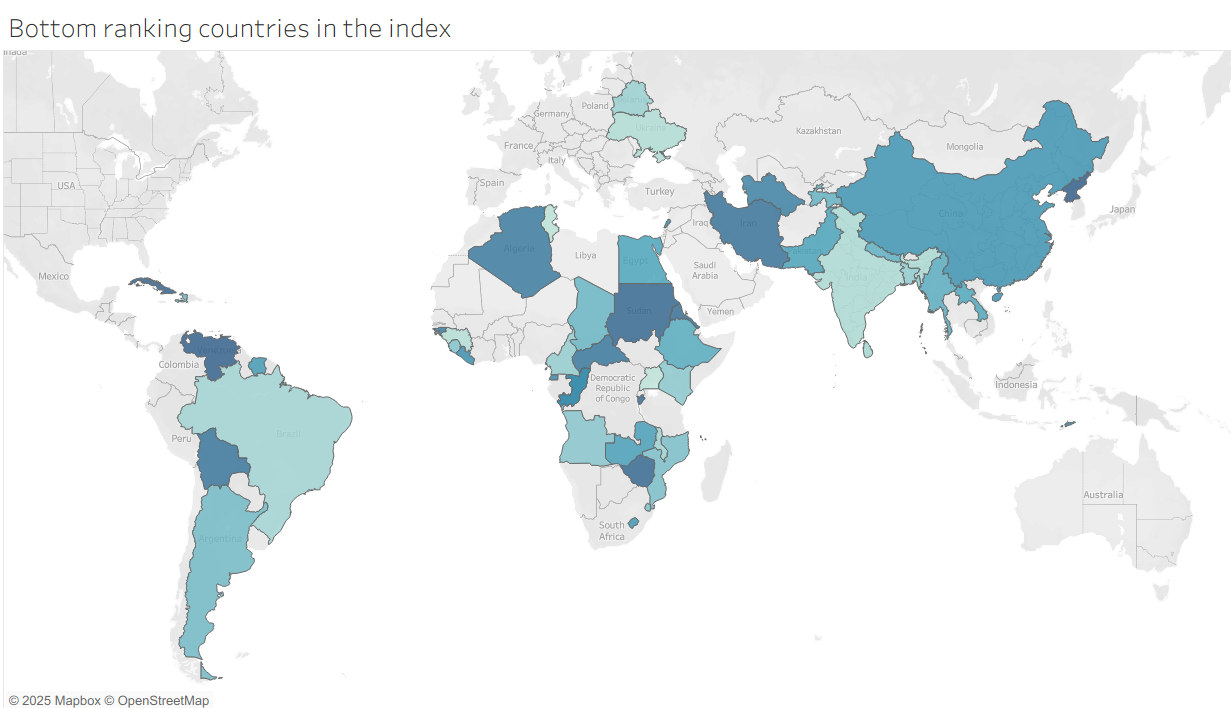 Bottom ranking countries in the index
Poland
Germany
Ukraine
France
Kazakhstan
Mongolia
Italy
USA
Spain
Turkey
China
Japan
Iraq
Iran
Algeria
Libya
Egypt
Mexico
Saudi
Arabia
India
Sudan
Yemen
Venezuela
Colombia
Democratic
Republic
of Congo
Indonesia
Brazil
Peru
Australia
South
Africa
Argentina
© 2025 Mapbox © OpenStreetMap